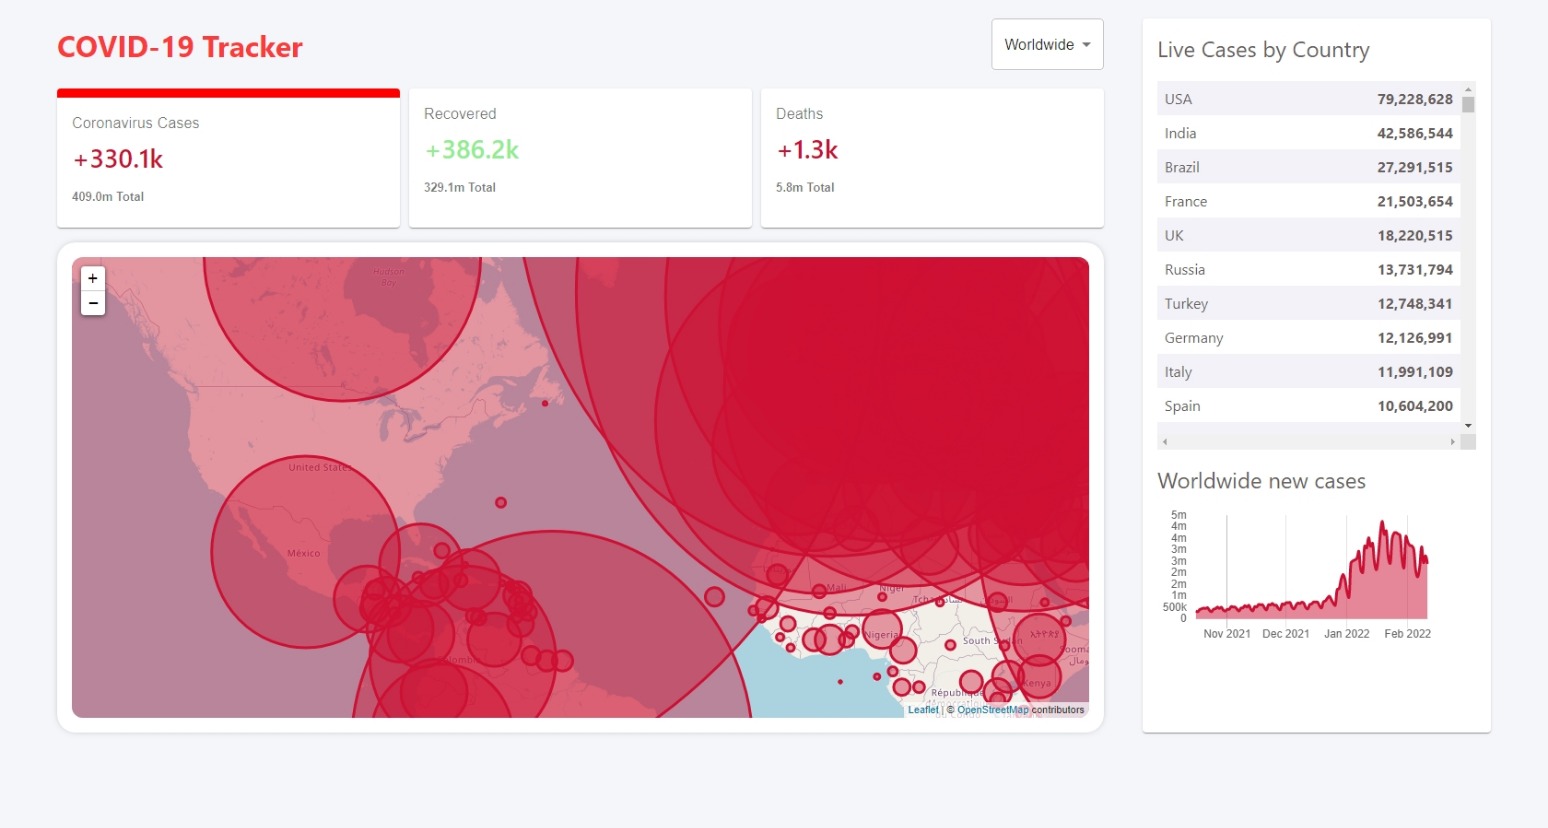 COVID-19 Tracker
Worldwide
Coronavirus Cases
+330.1k
409.0m Total
Recovered
+386.2k
329.1m Total
Deaths
+1.3k
5.8m Total
+
−
Hudson
Bay
United States
México
Mali
Niger
Nigeria
South Sudan
ኢትዮጵያ
Kenya
Leaflet | © OpenStreetMap contributors
Live Cases by Country
USA 79,228,628
India 42,586,544
Brazil 27,291,515
France 21,503,654
UK 18,220,515
Russia 13,731,794
Turkey 12,748,341
Germany 12,126,991
Italy 11,991,109
Spain 10,604,200
Worldwide new cases
5m
4m
4m
3m
3m
2m
2m
1m
500k
0
Nov 2021 Dec 2021 Jan 2022 Feb 2022